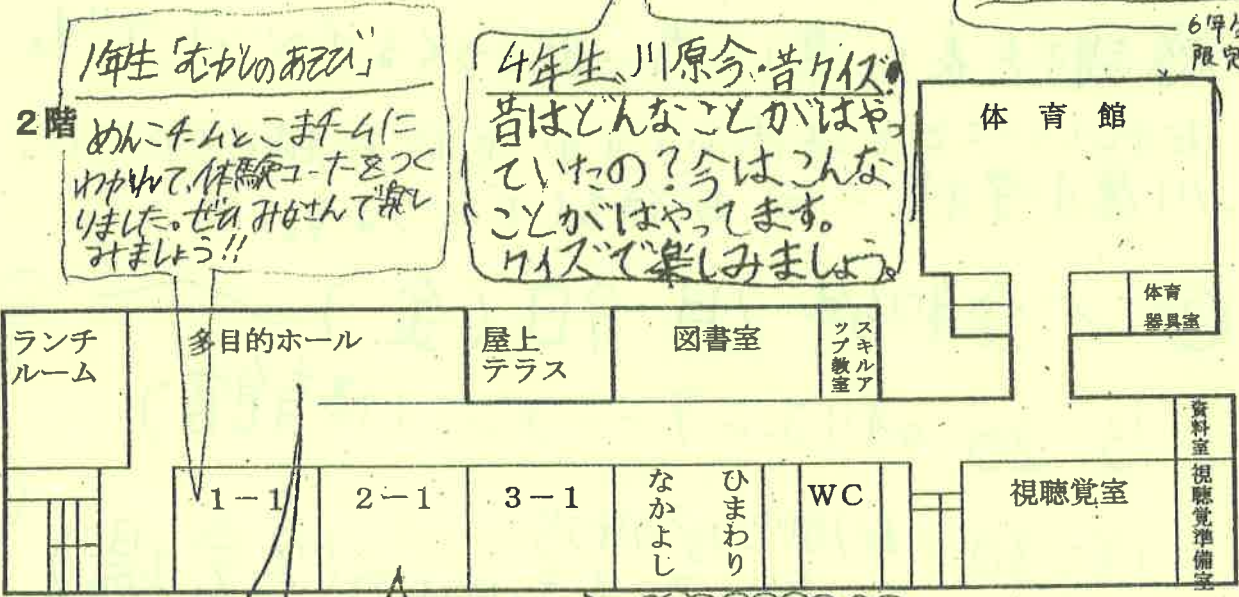 1年生「むかしのあそび」
めんこチームとこまチームに
わかれて、体験コーナーをつく
りました。ぜひみなさんで楽し
みましょう!!
4年生、川原今・昔クイズ
昔はどんなことがはやっ
ていたの?今はこんな
ことがはやってます。
クイズで楽しみましょう。
6年生
限定
2階
体育館
体育
器具室
ランチ
ルーム
多目的ホール
屋上
テラス
図書室
スキルア
ップ教室
資料室
1-1
2-1
3-1
なかよし
ひまわり
WC
視聴覚室
視聴覚準備室